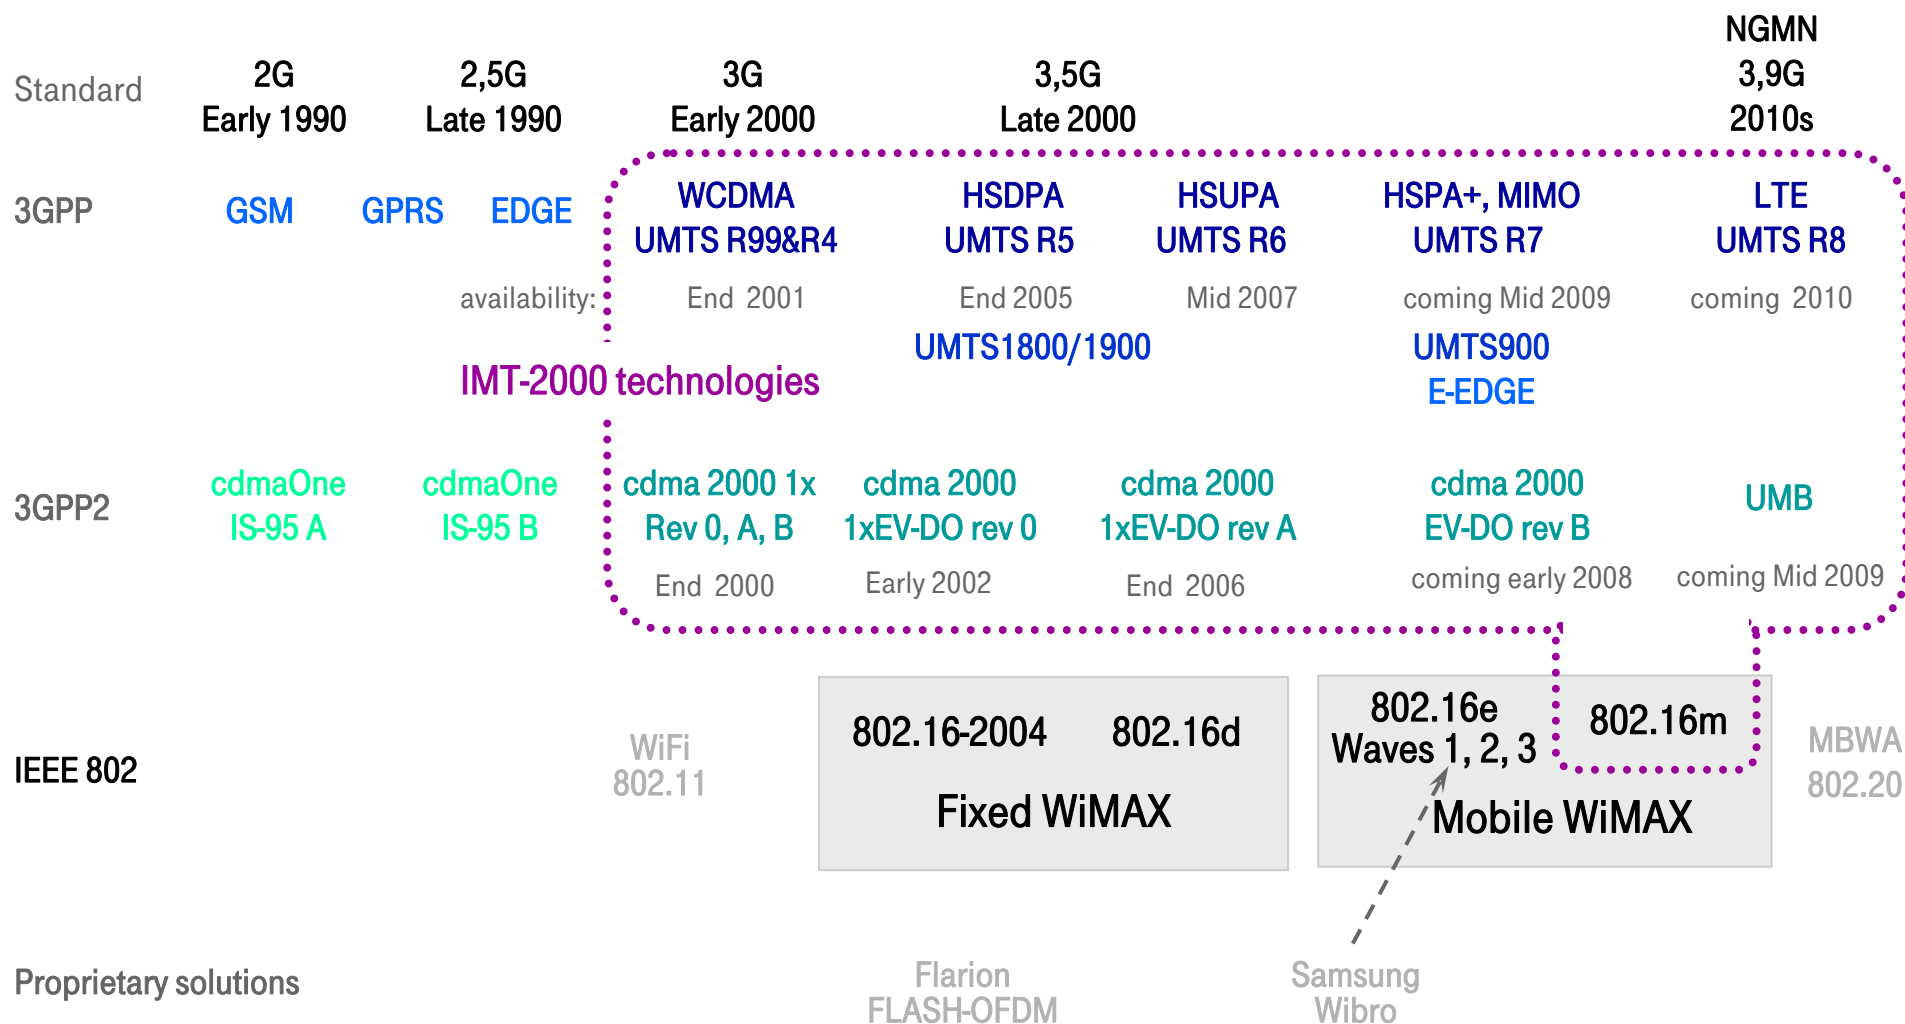 NGMN
Standard 2G 2,5G 3G 3,5G 3,9G
Early 1990 Late 1990 Early 2000 Late 2000 2010s
3GPP GSM GPRS EDGE WCDMA HSDPA HSUPA HSPA+, MIMO LTE
UMTS R99&R4 UMTS R5 UMTS R6 UMTS R7 UMTS R8
availability: End 2001 End 2005 Mid 2007 coming Mid 2009 coming 2010
UMTS1800/1900 UMTS900
IMT-2000 technologies E-EDGE
3GPP2 cdmaOne cdmaOne cdma 2000 1x cdma 2000 cdma 2000 cdma 2000 UMB
IS-95 A IS-95 B Rev 0, A, B 1xEV-DO rev 0 1xEV-DO rev A EV-DO rev B
End 2000 Early 2002 End 2006 coming early 2008 coming Mid 2009
IEEE 802 WiFi 802.16-2004 802.16d 802.16e 802.16m MBWA
802.11 Waves 1, 2, 3 802.20
Fixed WiMAX Mobile WiMAX
Proprietary solutions Flarion Samsung
FLASH-OFDM Wibro